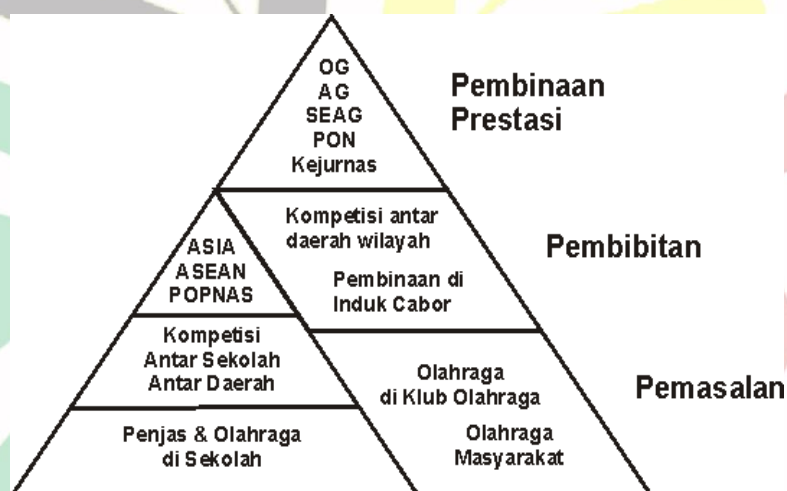 OG
AG
SEAG
PON
Kejurnas
Pembinaan
Prestasi
Kompetisi antar
daerah wilayah
Pembinaan di
Induk Cabor
Pembibitan
ASIA
ASEAN
POPNAS
Kompetisi
Antar Sekolah
Antar Daerah
Olahraga
di Klub Olahraga
Olahraga
Masyarakat
Pemasalan
Penjas & Olahraga
di Sekolah